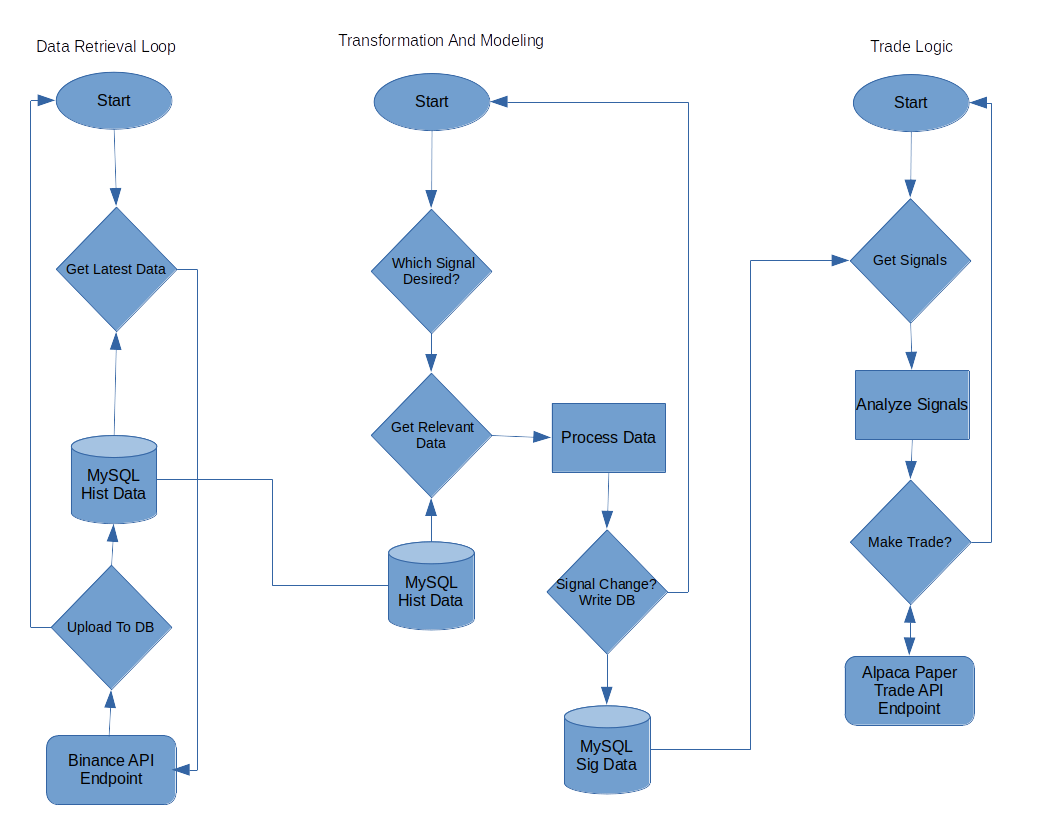 Data Retrieval Loop
Start
Get Latest Data
MySQL
Hist Data
Upload To DB
Binance API
Endpoint
Transformation And Modeling
Start
Which Signal
Desired?
Get Relevant
Data
MySQL
Hist Data
Process Data
Signal Change?
Write DB
MySQL
Sig Data
Trade Logic
Start
Get Signals
Analyze Signals
Make Trade?
Alpaca Paper
Trade API
Endpoint